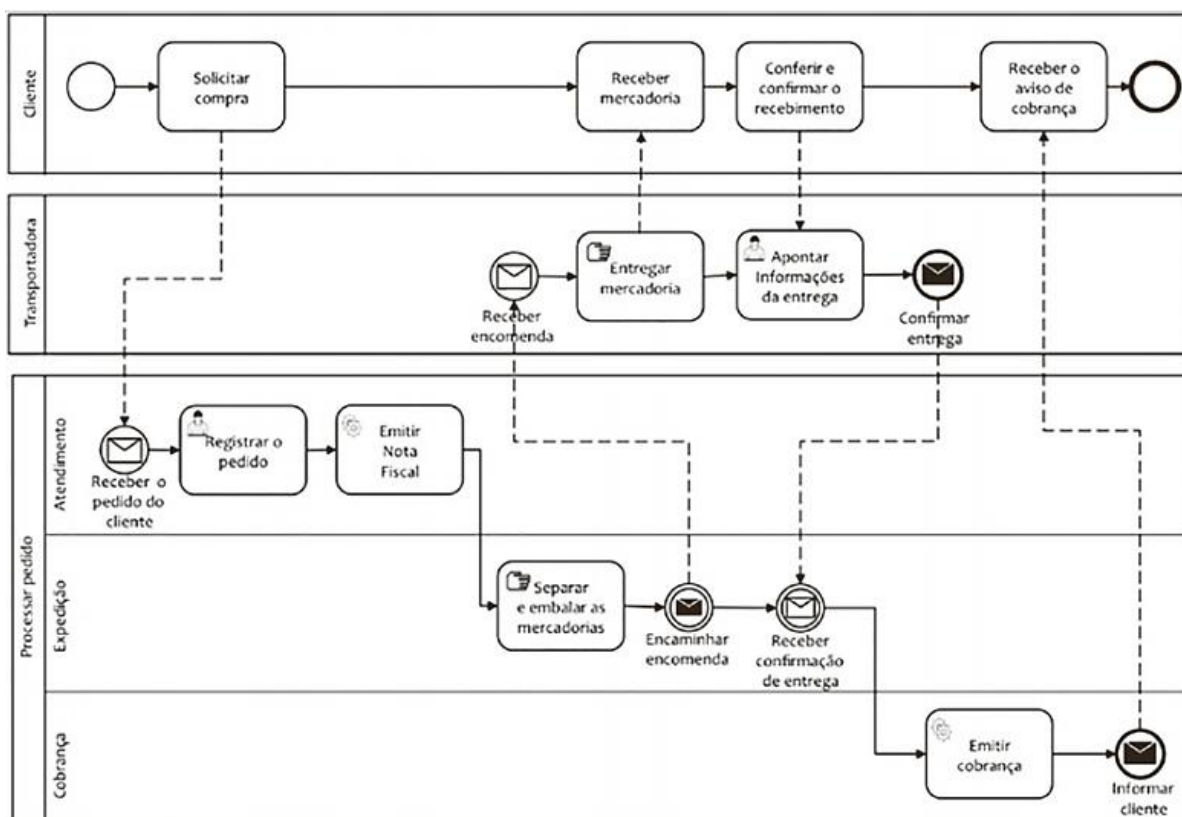 Cliente
Solicitar
compra
Receber
mercadoria
Conferir e
confirmar o
recebimento
Receber o
aviso de
cobrança
Transportadora
Receber
encomenda
Entregar
mercadoria
Apontar
Informações
da entrega
Confirmar
entrega
Processar pedido
Atendimento
Receber o
pedido do
cliente
Registrar o
pedido
Emitir
Nota
Fiscal
Expedição
Separar
e embalar as
mercadorias
Encaminhar
encomenda
Receber
confirmação
de entrega
Cobrança
Emitir
cobrança
Informar
cliente